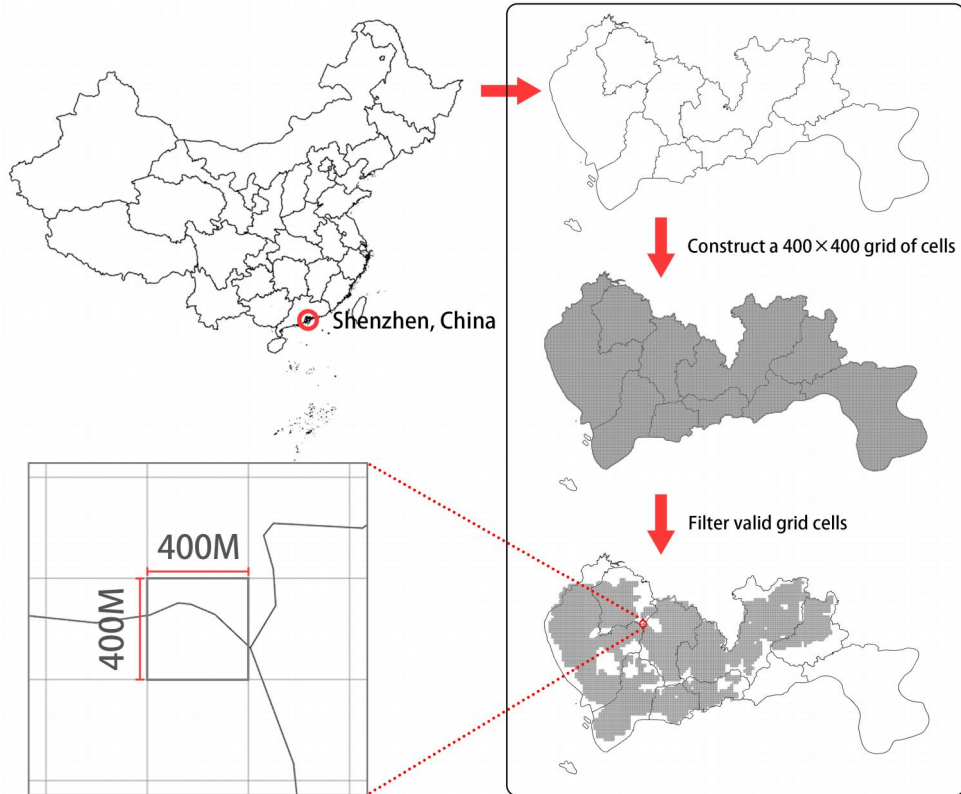 Shenzhen, China
Construct a 400×400 grid of cells
Filter valid grid cells
400M
400M